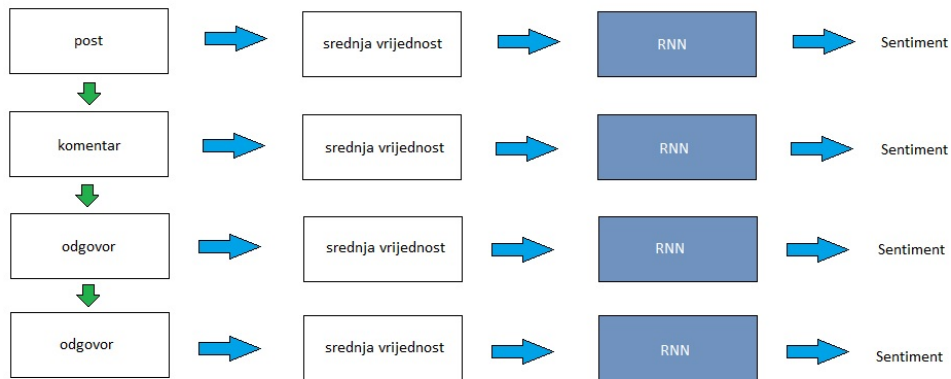 post
srednja vrijednost
RNN
Sentiment
komentar
srednja vrijednost
RNN
Sentiment
odgovor
srednja vrijednost
RNN
Sentiment
odgovor
srednja vrijednost
RNN
Sentiment